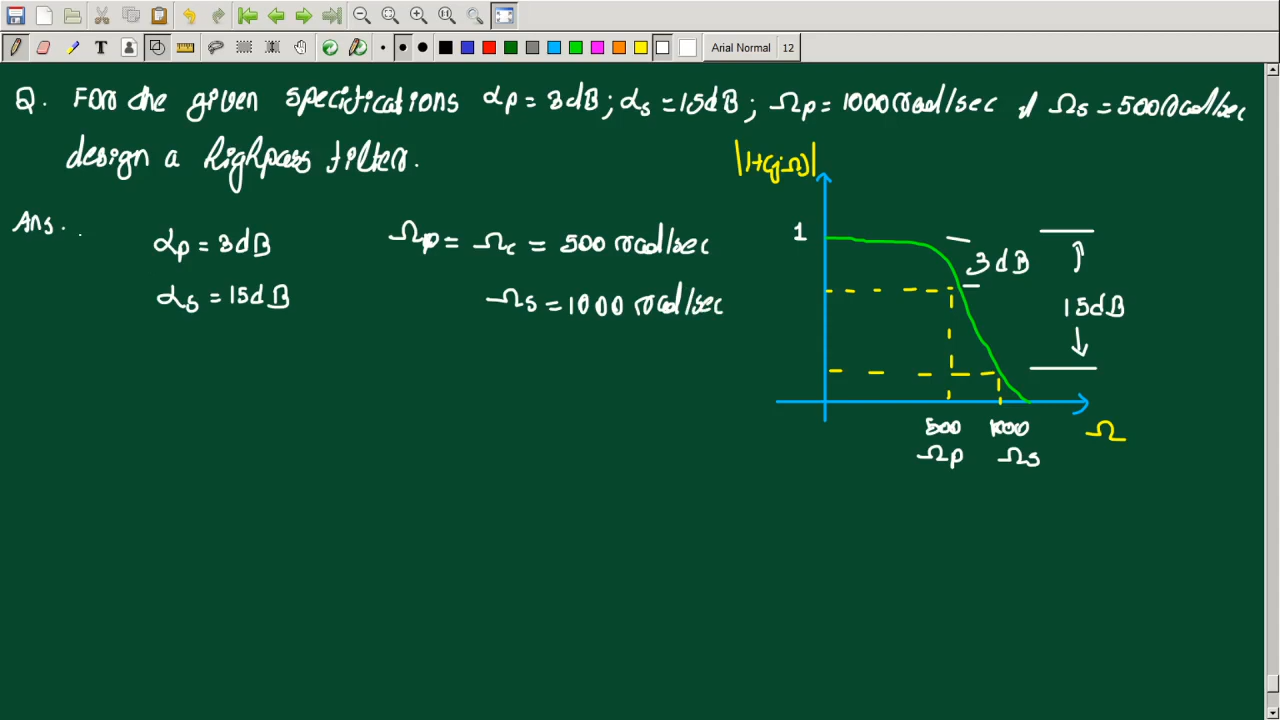 Arial Normal 12
Q. For the given specifications αp = 3dB; αs = 15dB; Ωp = 1000 rad/sec & Ωs = 500 rad/sec
design a highpass filter.
|H(jΩ)|
Ans.
αp = 3dB
Ωp = Ωc = 500 rad/sec
αs = 15dB
Ωs = 1000 rad/sec
1
3 dB
15dB
500 1000
Ωp Ωs
Ω